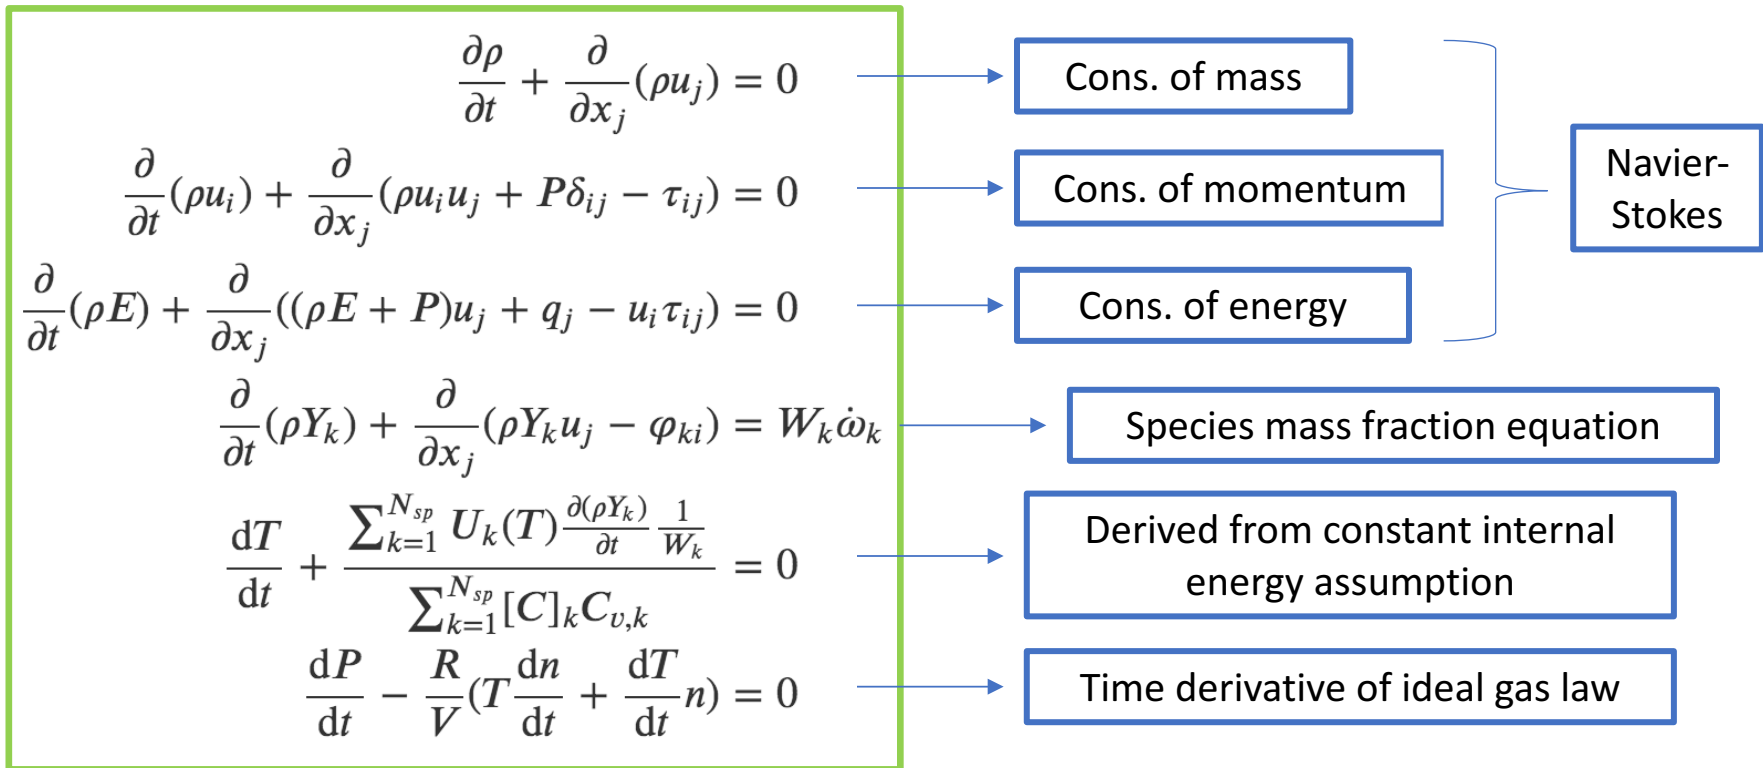 ∂ρ/∂t + ∂/∂x_j (ρu_j) = 0
Cons. of mass
∂/∂t (ρu_i) + ∂/∂x_j (ρu_i u_j + Pδ_ij − τ_ij) = 0
Cons. of momentum
Navier-
Stokes
∂/∂t (ρE) + ∂/∂x_j ((ρE + P)u_j + q_j − u_i τ_ij) = 0
Cons. of energy
∂/∂t (ρY_k) + ∂/∂x_j (ρY_k u_j − φ_ki) = W_k ω̇_k
Species mass fraction equation
dT/dt + (∑_{k=1}^{N_sp} U_k(T) ∂(ρY_k)/∂t 1/W_k) / (∑_{k=1}^{N_sp} [C]_k C_{v,k}) = 0
Derived from constant internal
energy assumption
dP/dt − R/V (T dn/dt + dT/dt n) = 0
Time derivative of ideal gas law